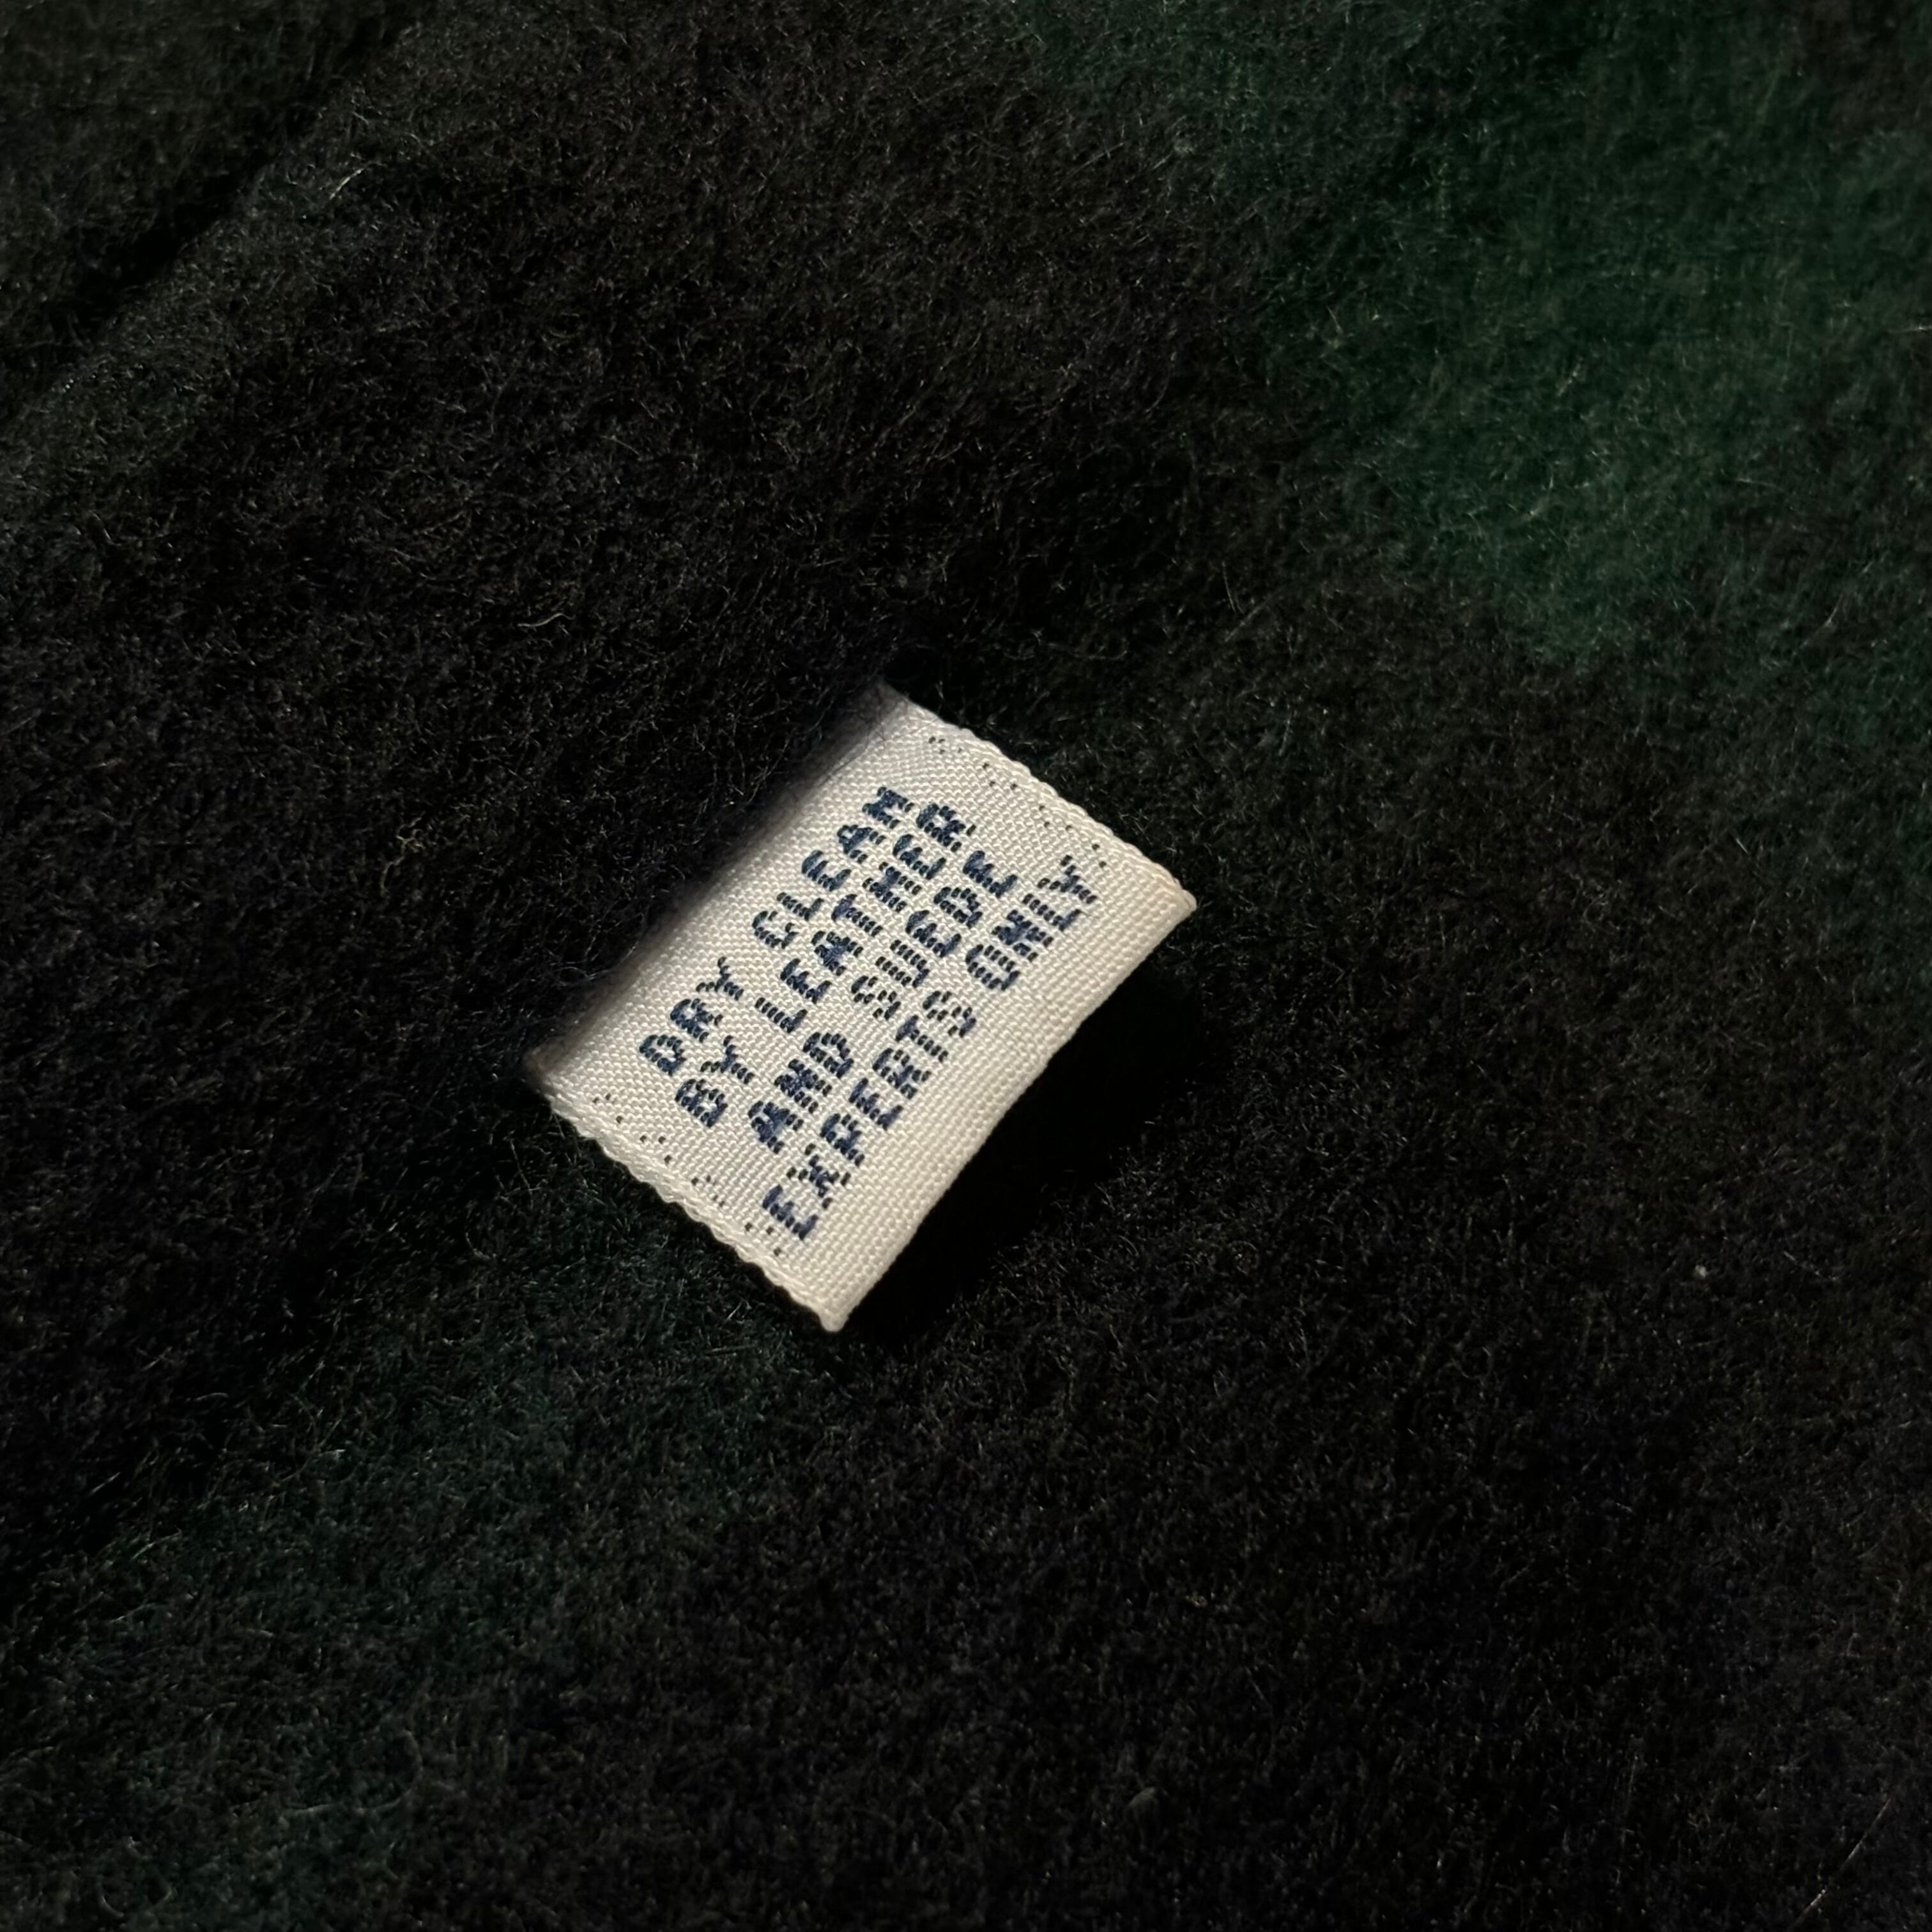 DRY CLEAN
BY LEATHER
AND SUEDE
EXPERTS ONLY